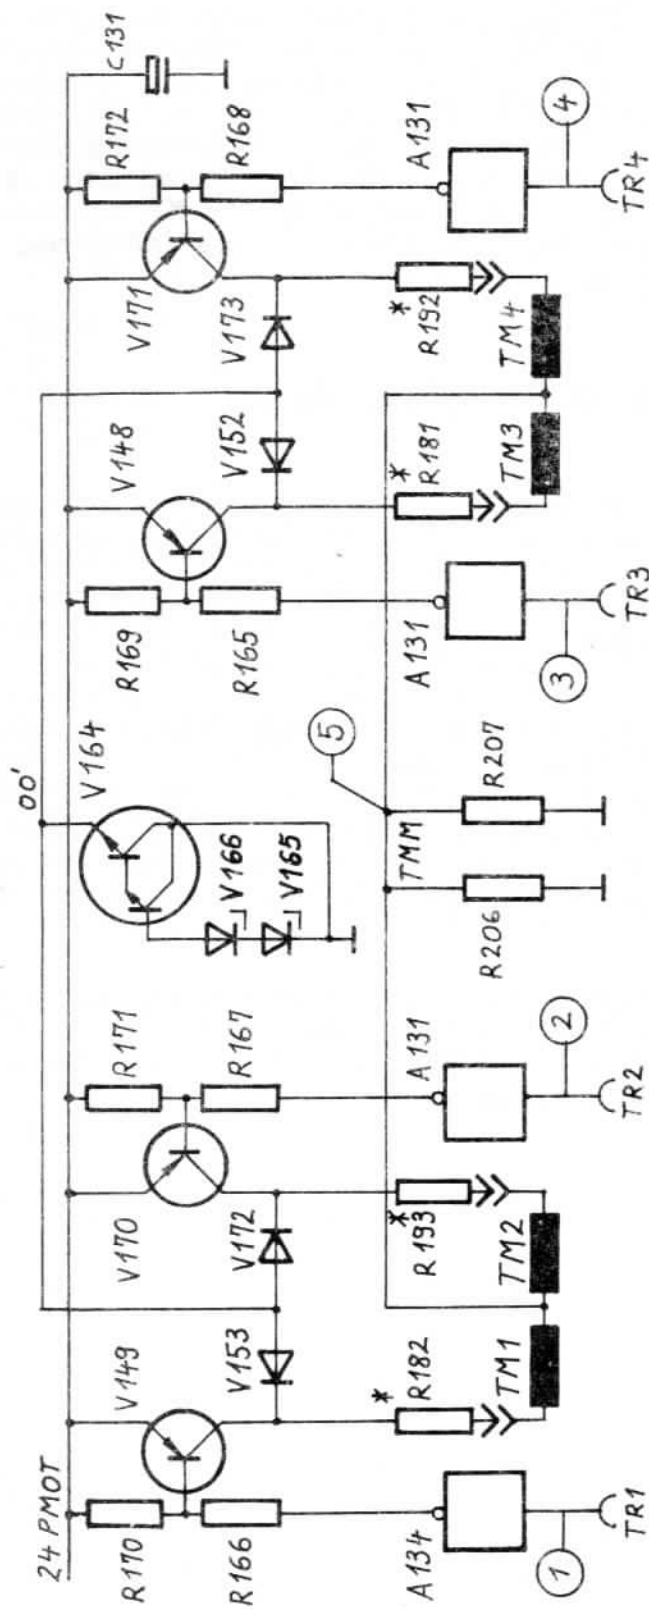 24 PMOT
00'
R170
R166
V149
V153
V170
V172
R171
R167
V164
V166
V165
R169
R165
V148
V152
V171
V173
R172
R168
C131
A134
*
R182
*
R193
A131
TMM
5
A131
*
R181
*
R192
A131
TM1
TM2
R206
R207
TM3
TM4
1
2
3
4
TR1
TR2
TR3
TR4